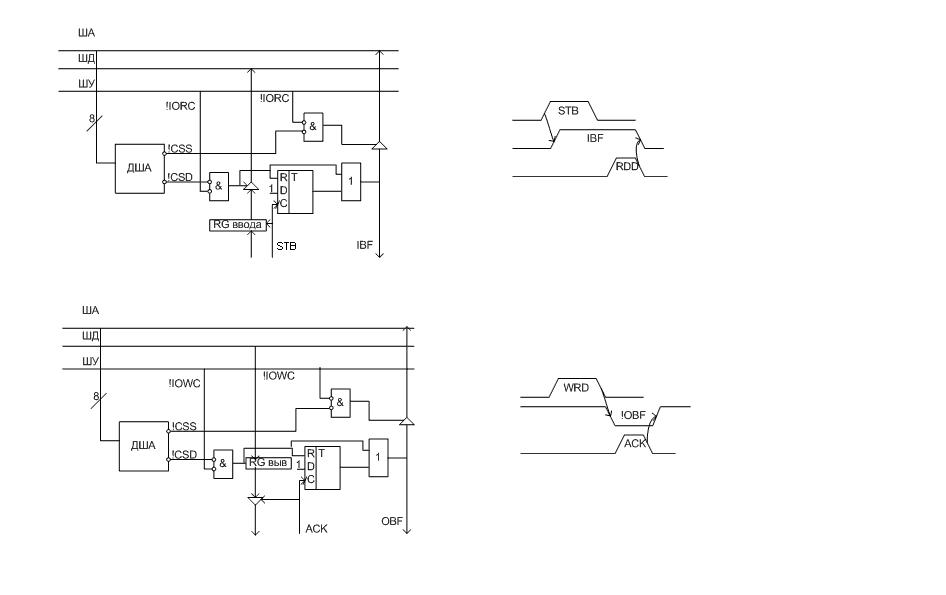 ША
ШД
ШУ
!IORC
!IORC
8
&
STB
IBF
RDD
!CSS
ДША
!CSD
&
R T
1 D
C
1
RG ввода
STB
IBF
ША
ШД
ШУ
!IOWC
!IOWC
8
&
WRD
!OBF
ACK
!CSS
ДША
!CSD
&
RG выв
R T
1 D
C
1
ACK
OBF